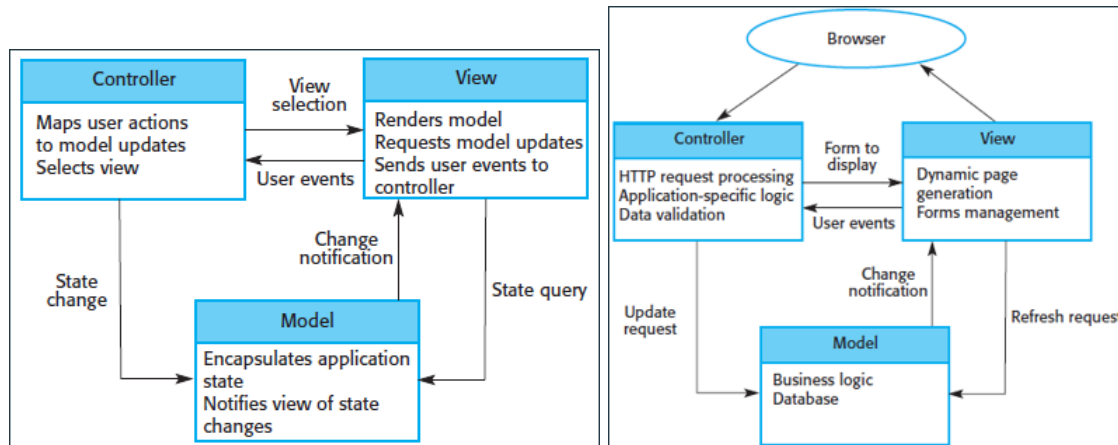 Controller
Maps user actions
to model updates
Selects view
View
selection
User events
View
Renders model
Requests model updates
Sends user events to
controller
State
change
Change
notification
State query
Model
Encapsulates application
state
Notifies view of state
changes
Browser
Controller
HTTP request processing
Application-specific logic
Data validation
Form to
display
User events
View
Dynamic page
generation
Forms management
Update
request
Change
notification
Refresh request
Model
Business logic
Database